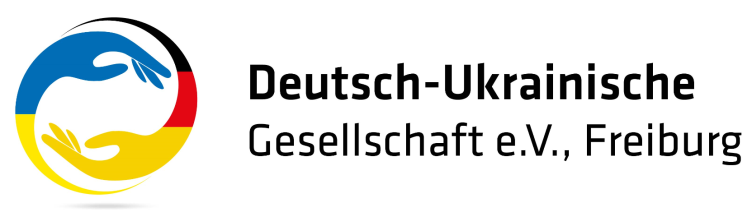 Deutsch-Ukrainische
Gesellschaft e.V., Freiburg